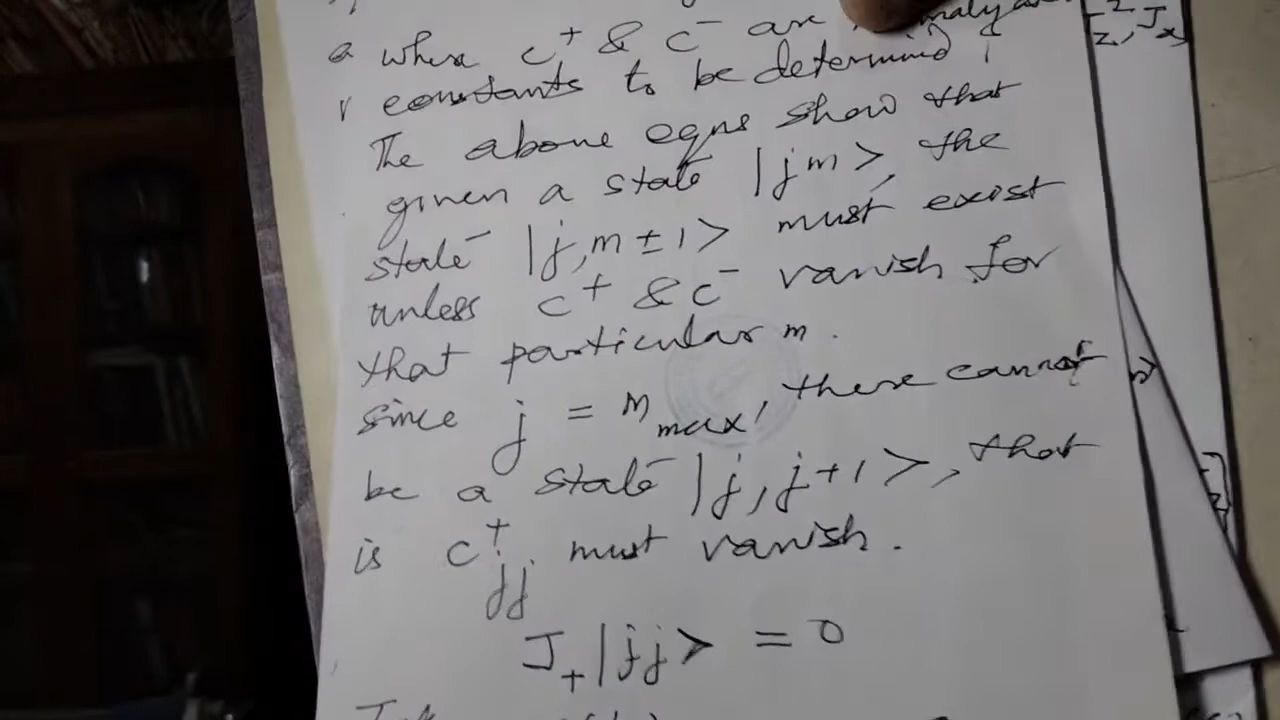 a where c⁺ & c⁻ are
constants to be determined
The above eqns show that
given a state |jm>, the
state |j, m ± 1> must exist
unless c⁺ & c⁻ vanish for
that particular m.
since j = m max, there cannot
be a state |j, j+1>, that
is c⁺jj must vanish.
J₊|jj> = 0